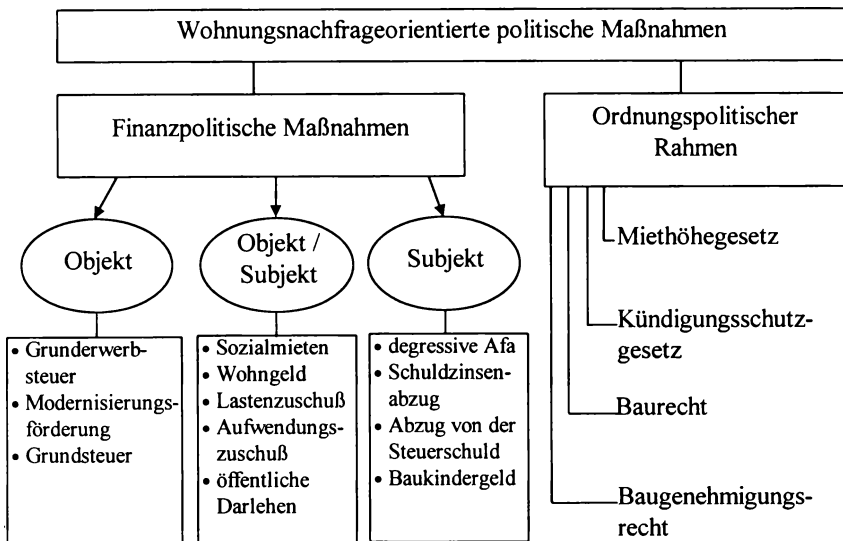 Wohnungsnachfrageorientierte politische Maßnahmen
Finanzpolitische Maßnahmen
Ordnungspolitischer
Rahmen
Objekt
Objekt /
Subjekt
Subjekt
• Grunderwerb-
steuer
• Modernisierungs-
förderung
• Grundsteuer
• Sozialmieten
• Wohngeld
• Lastenzuschuß
• Aufwendungs-
zuschuß
• öffentliche
Darlehen
• degressive Afa
• Schuldzinsen-
abzug
• Abzug von der
Steuerschuld
• Baukindergeld
Miethöhegesetz
Kündigungsschutz-
gesetz
Baurecht
Baugenehmigungs-
recht